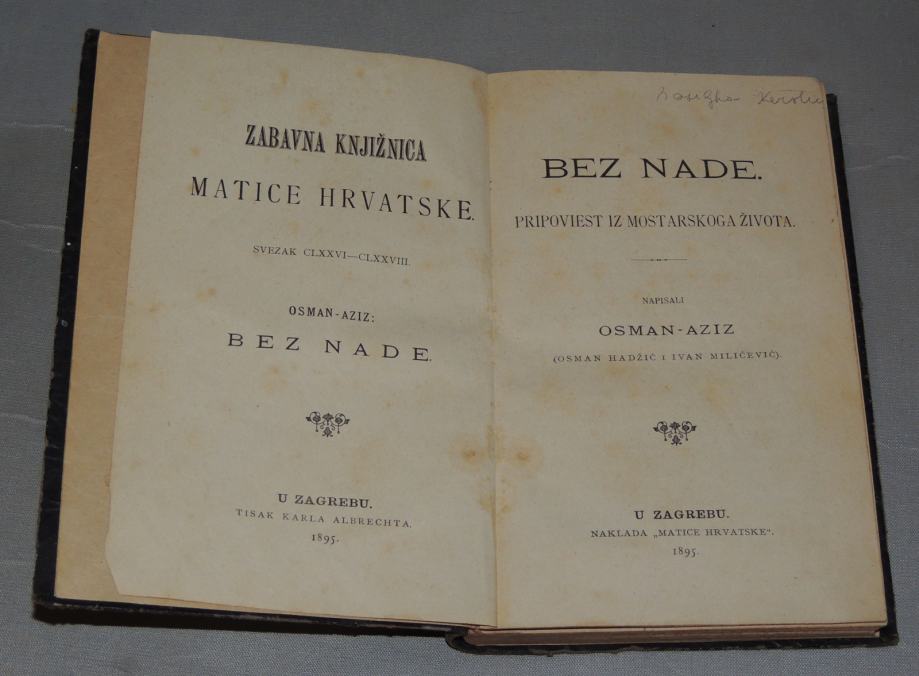 ZABAVNA KNJIŽNICA
MATICE HRVATSKE.
SVEZAK CLXXVI—CLXXVIII.
OSMAN-AZIZ:
BEZ NADE.
U ZAGREBU.
TISAK KARLA ALBRECHTA.
1895.
BEZ NADE.
PRIPOVIEST IZ MOSTARSKOGA ŽIVOTA.
NAPISALI
OSMAN-AZIZ
(OSMAN HADŽIĆ I IVAN MILIĆEVIĆ).
U ZAGREBU.
NAKLADA „MATICE HRVATSKE“.
1895.